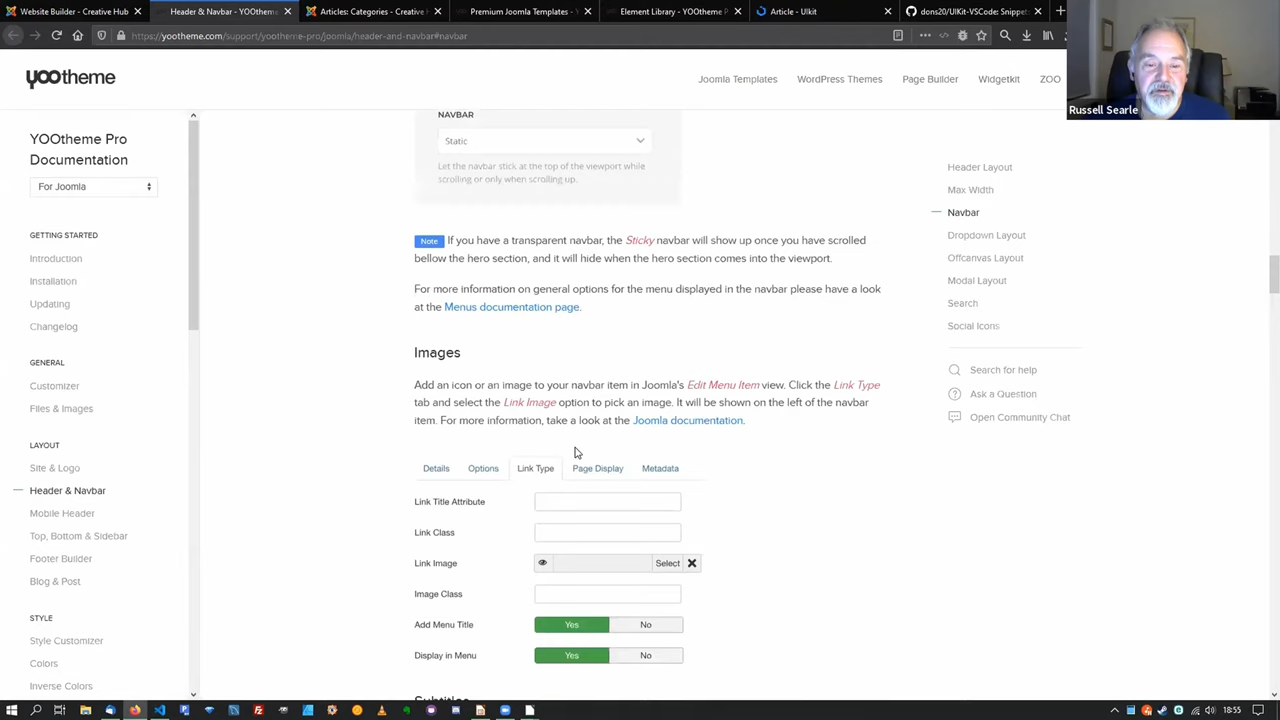 Website Builder - Creative Hub
Header & Navbar - YOOtheme
Articles: Categories - Creative H
Premium Joomla Templates - Y
Element Library - YOOtheme P
Article - UIkit
dons20/UIKit-VSCode: Snippets
https://yootheme.com/support/yootheme-pro/joomla/header-and-navbar#navbar
Russell Searle
yootheme
Joomla Templates
WordPress Themes
Page Builder
Widgetkit
ZOO
YOOtheme Pro
Documentation
For Joomla
GETTING STARTED
Introduction
Installation
Updating
Changelog
GENERAL
Customizer
Files & Images
LAYOUT
Site & Logo
Header & Navbar
Mobile Header
Top, Bottom & Sidebar
Footer Builder
Blog & Post
STYLE
Style Customizer
Colors
Inverse Colors
NAVBAR
Static
Let the navbar stick at the top of the viewport while
scrolling or only when scrolling up.
Note If you have a transparent navbar, the Sticky navbar will show up once you have scrolled
bellow the hero section, and it will hide when the hero section comes into the viewport.
For more information on general options for the menu displayed in the navbar please have a look
at the Menus documentation page.
Images
Add an icon or an image to your navbar item in Joomla's Edit Menu Item view. Click the Link Type
tab and select the Link Image option to pick an image. It will be shown on the left of the navbar
item. For more information, take a look at the Joomla documentation.
Details
Options
Link Type
Page Display
Metadata
Link Title Attribute
Link Class
Link Image
Select
Image Class
Add Menu Title
Yes
No
Display in Menu
Yes
No
Subtitles
Header Layout
Max Width
Navbar
Dropdown Layout
Offcanvas Layout
Modal Layout
Search
Social Icons
Search for help
Ask a Question
Open Community Chat
18:55